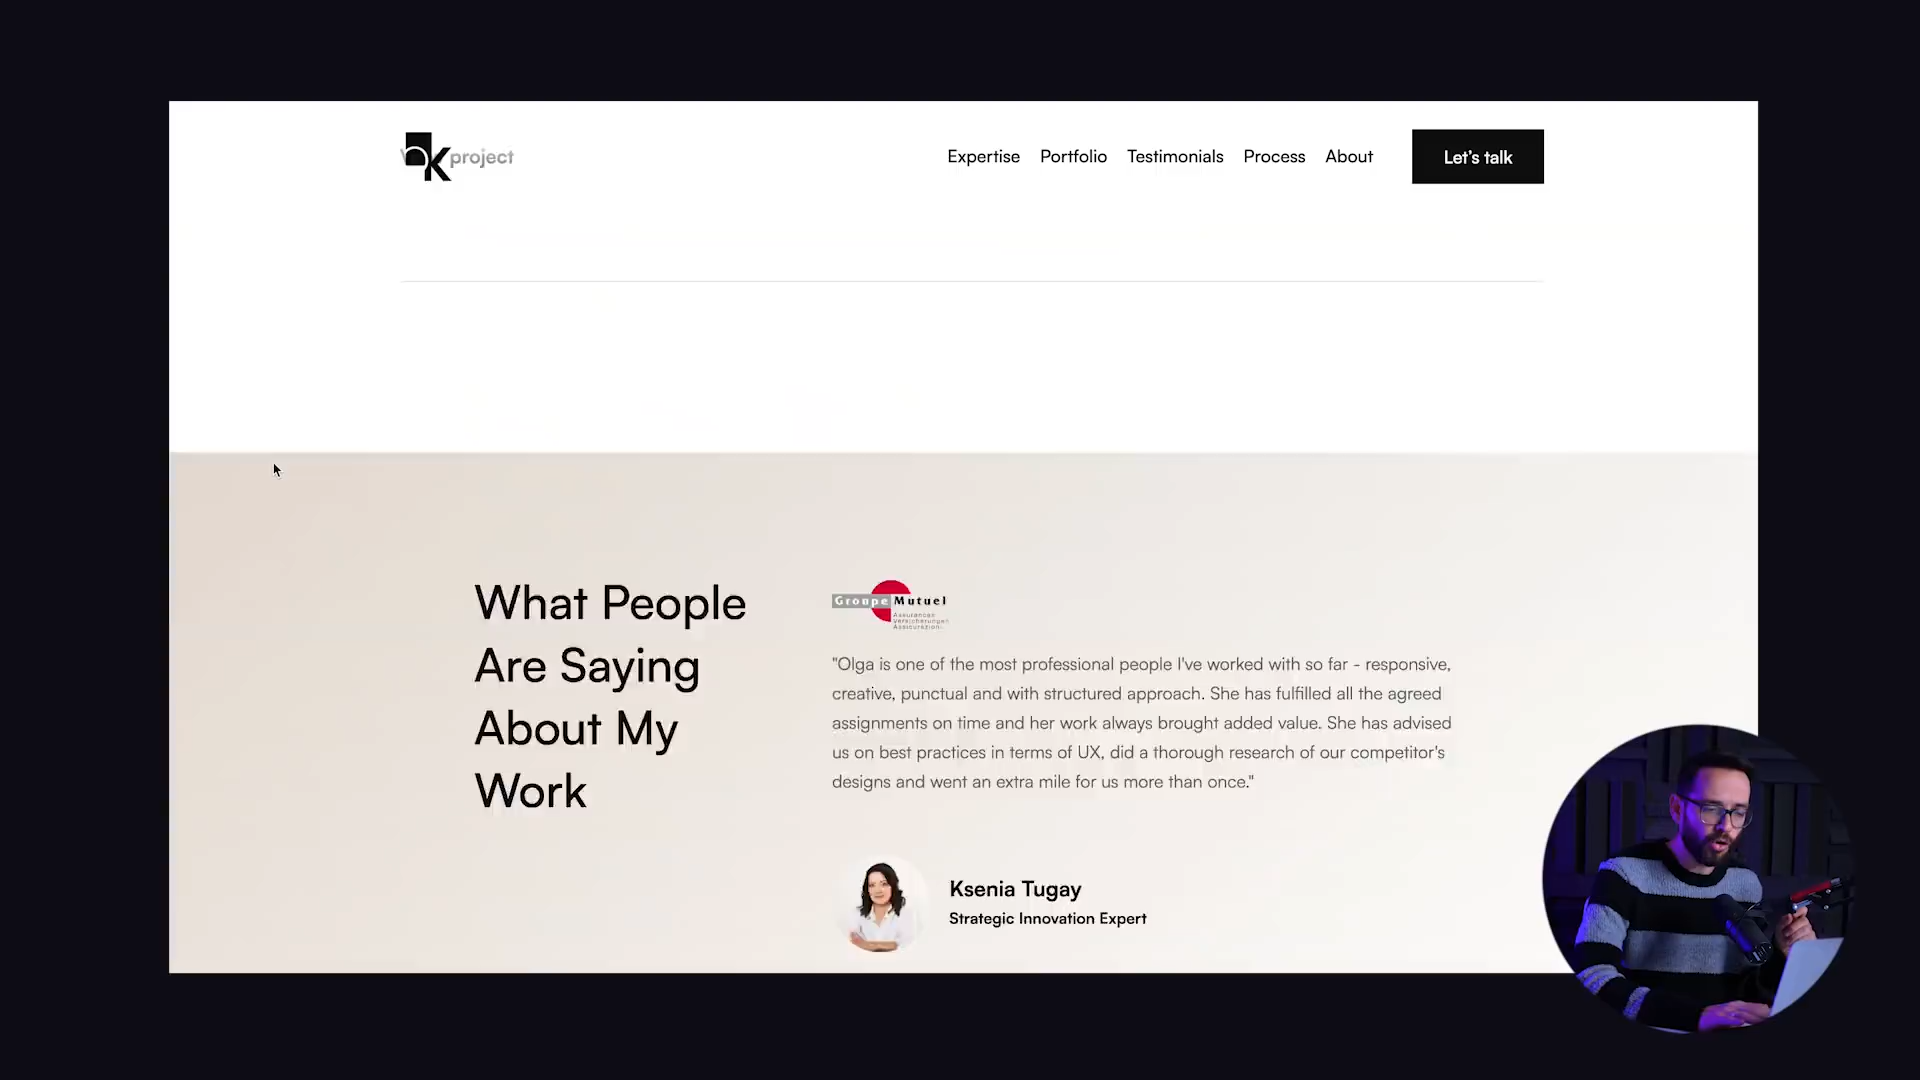 project
Expertise Portfolio Testimonials Process About Let's talk
What People
Are Saying
About My
Work
Groupe Mutuel
Assurances
Versicherungen
Assicurazioni
"Olga is one of the most professional people I've worked with so far - responsive,
creative, punctual and with structured approach. She has fulfilled all the agreed
assignments on time and her work always brought added value. She has advised
us on best practices in terms of UX, did a thorough research of our competitor's
designs and went an extra mile for us more than once."
Ksenia Tugay
Strategic Innovation Expert